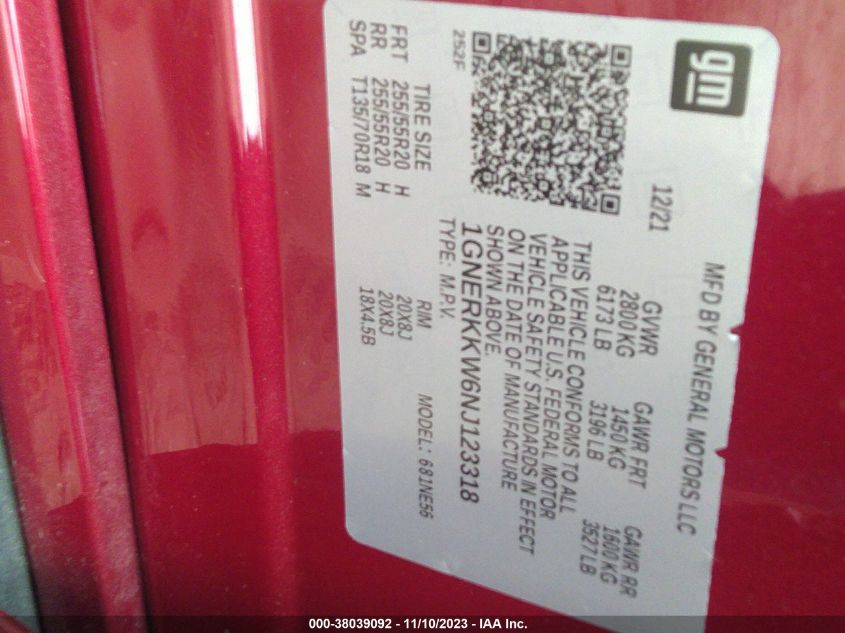 gm
MFD BY GENERAL MOTORS LLC
12/21
GVWR GAWR FRT GAWR RR
2800 KG 1450 KG 1600 KG
6173 LB 3196 LB 3527 LB
THIS VEHICLE CONFORMS TO ALL
APPLICABLE U.S. FEDERAL MOTOR
VEHICLE SAFETY STANDARDS IN EFFECT
ON THE DATE OF MANUFACTURE
SHOWN ABOVE.
1GNERKKW6NJ123318
TYPE: M.P.V. MODEL: 681NE56
252F
TIRE SIZE RIM
FRT 255/55R20 H 20X8J
RR 255/55R20 H 20X8J
SPA T135/70R18 M 18X4.5B
000-38039092 - 11/10/2023 - IAA Inc.